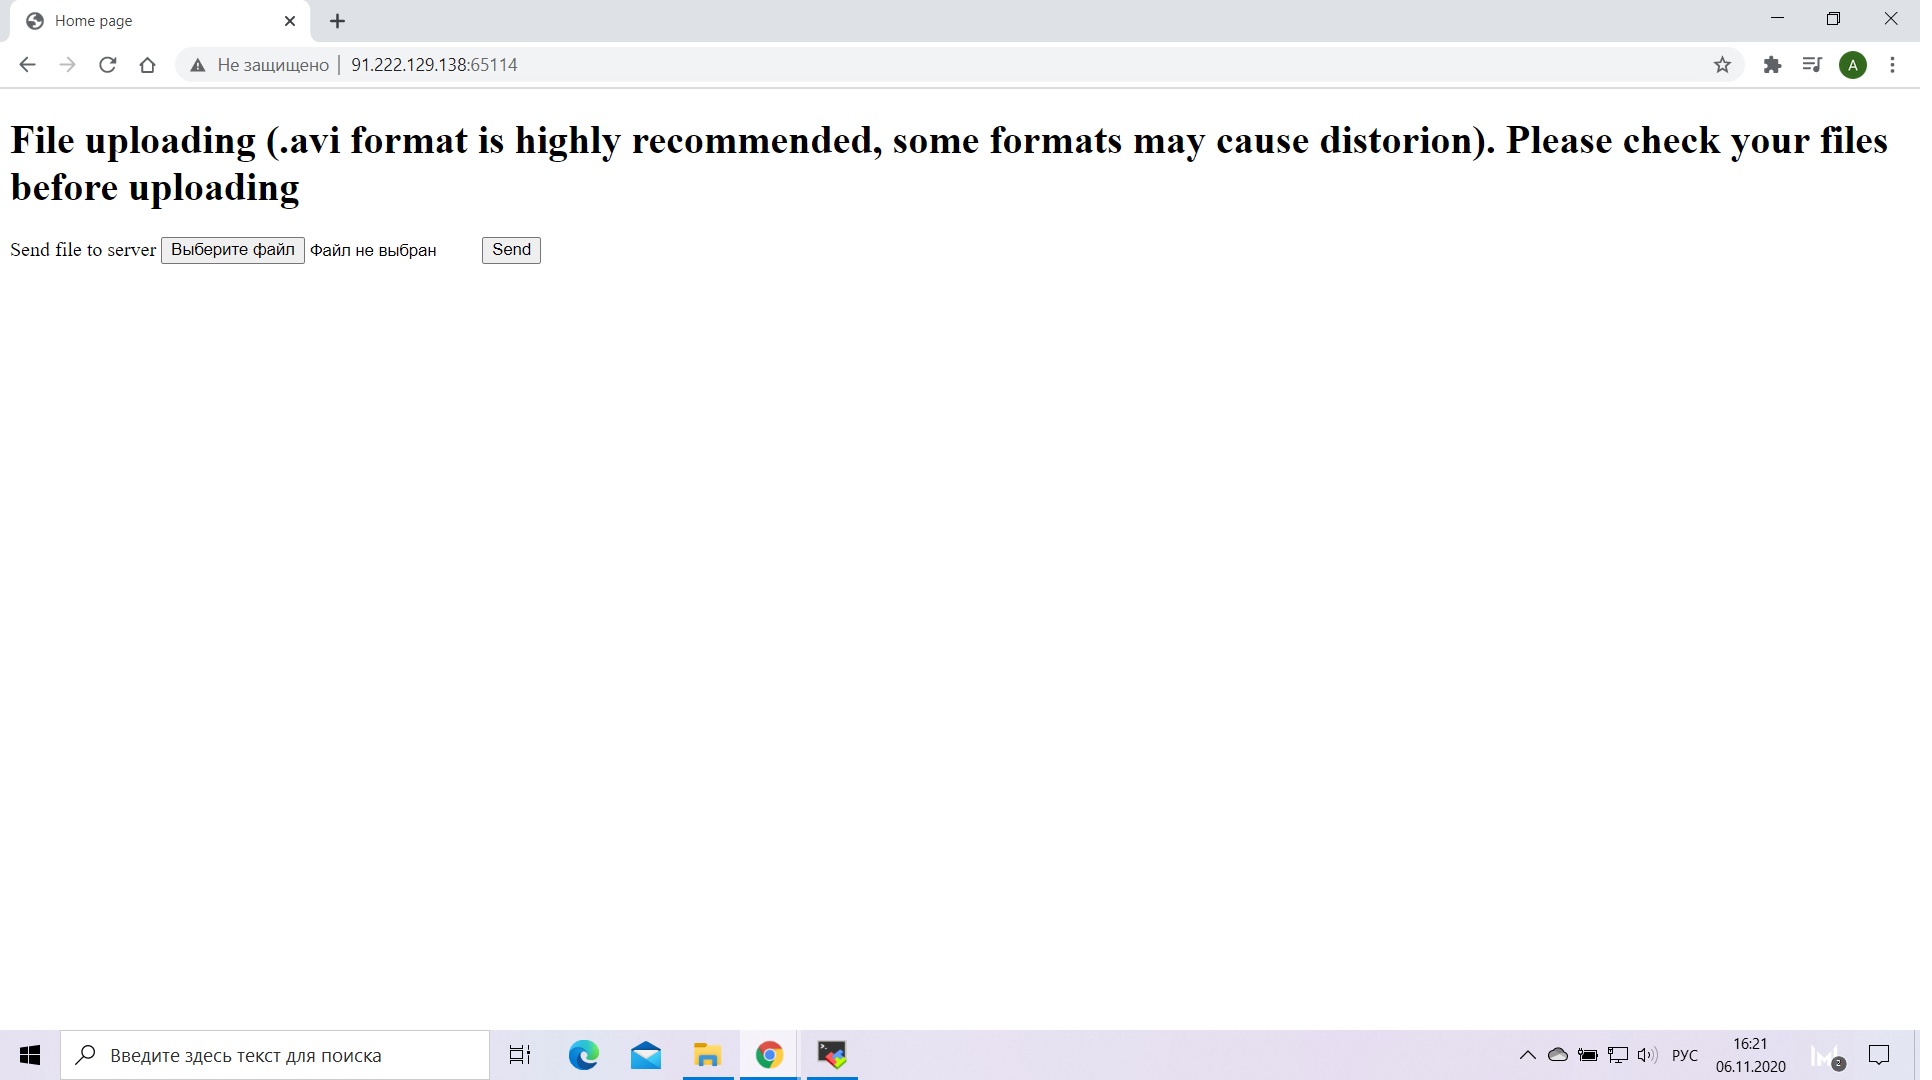 Home page
Не защищено | 91.222.129.138:65114
A
File uploading (.avi format is highly recommended, some formats may cause distorion). Please check your files
before uploading
Send file to server Выберите файл Файл не выбран Send
Введите здесь текст для поиска
РУС
16:21
06.11.2020
2